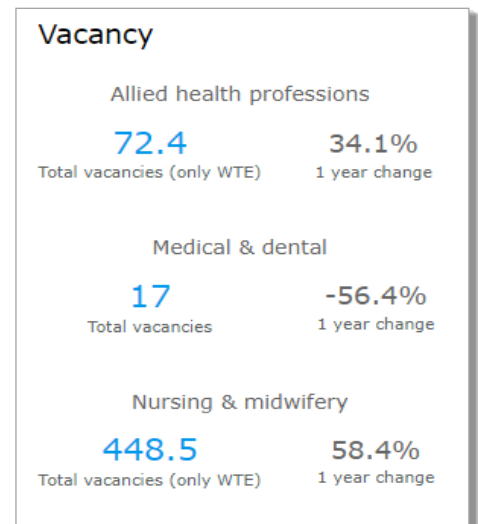 Vacancy
Allied health professions
72.4 34.1%
Total vacancies (only WTE) 1 year change
Medical & dental
17 -56.4%
Total vacancies 1 year change
Nursing & midwifery
448.5 58.4%
Total vacancies (only WTE) 1 year change